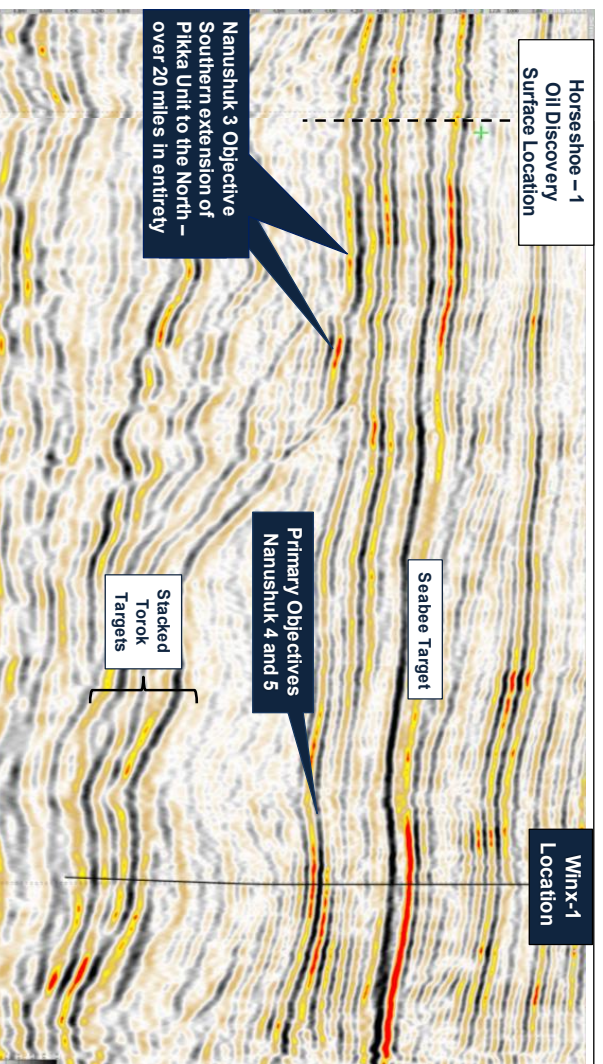 Horseshoe – 1
Oil Discovery
Surface Location
Winx-1
Location
Seabee Target
Primary Objectives
Nanushuk 4 and 5
Nanushuk 3 Objective
Southern extension of
Pikka Unit to the North –
over 20 miles in entirety
Stacked
Torok
Targets